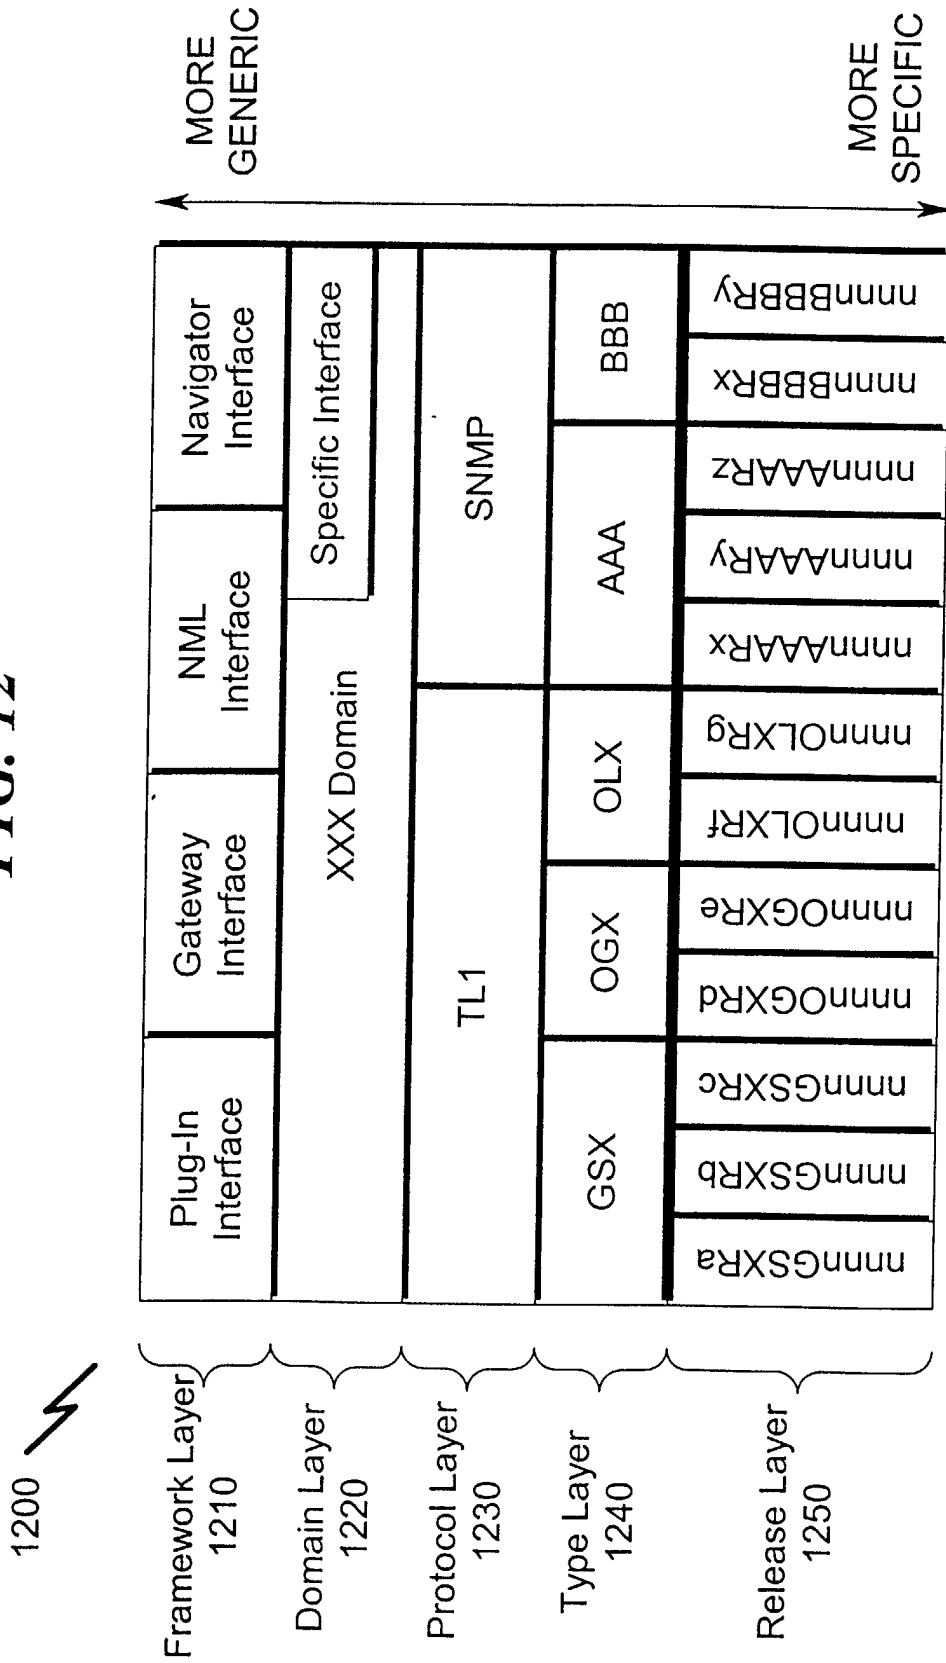 FIG. 12
1200
Framework Layer
1210
Plug-In
Interface
Gateway
Interface
NML
Interface
Navigator
Interface
MORE
GENERIC
Domain Layer
1220
XXX Domain
Specific Interface
Protocol Layer
1230
TL1
SNMP
Type Layer
1240
GSX
OGX
OLX
AAA
BBB
Release Layer
1250
nnnnGSXRa
nnnnGSXRb
nnnnGSXRc
nnnnOGXRd
nnnnOGXRe
nnnnOLXRf
nnnnOLXRg
nnnnAAARx
nnnnAAARy
nnnnAAARz
nnnnBBBRx
nnnnBBBRy
MORE
SPECIFIC